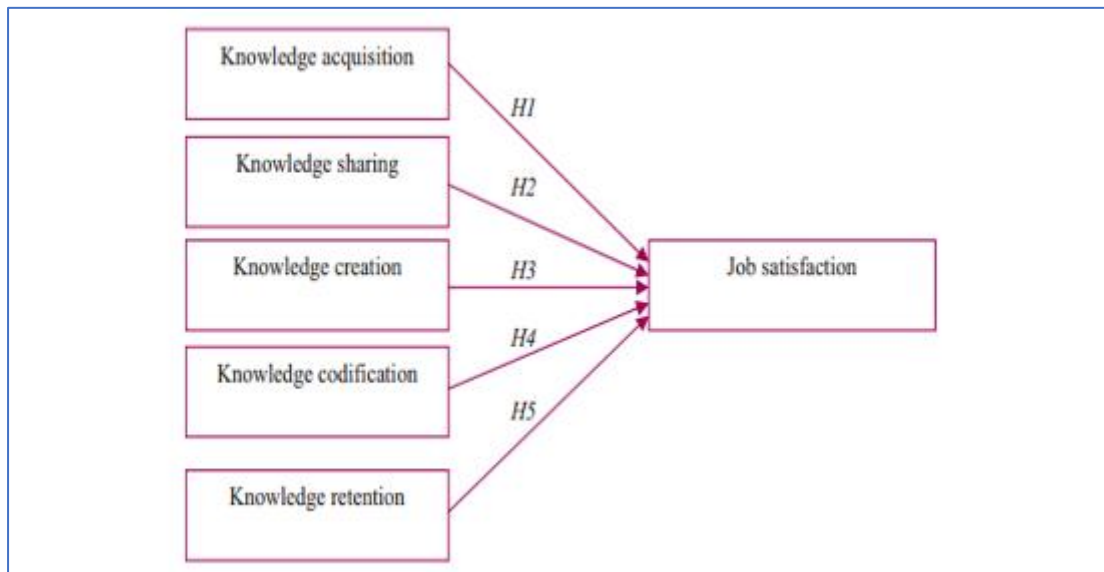 Knowledge acquisition
H1
Knowledge sharing
H2
Knowledge creation
H3
Job satisfaction
H4
Knowledge codification
H5
Knowledge retention